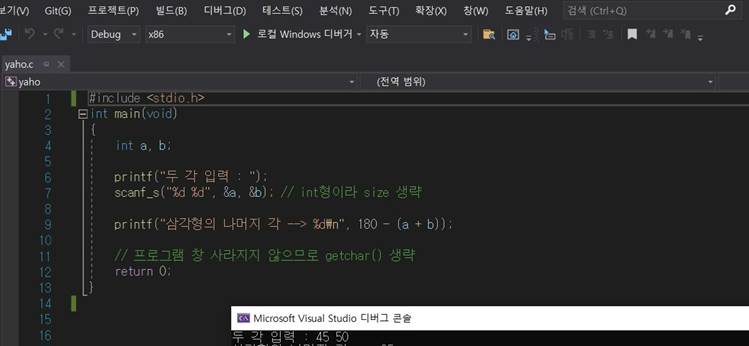 보기(V) Git(G) 프로젝트(P) 빌드(B) 디버그(D) 테스트(S) 분석(N) 도구(T) 확장(X) 창(W) 도움말(H) 검색 (Ctrl+Q)
Debug x86 로컬 Windows 디버거 자동
yaho.c
yaho (전역 범위)
1 #include <stdio.h>
2 int main(void)
3 {
4 int a, b;
5
6 printf("두 각 입력 : ");
7 scanf_s("%d %d", &a, &b); // int형이라 size 생략
8
9 printf("삼각형의 나머지 각 --> %d₩n", 180 - (a + b));
10
11 // 프로그램 창 사라지지 않으므로 getchar() 생략
12 return 0;
13 }
14
15 Microsoft Visual Studio 디버그 콘솔
16 두 각 입력 : 45 50